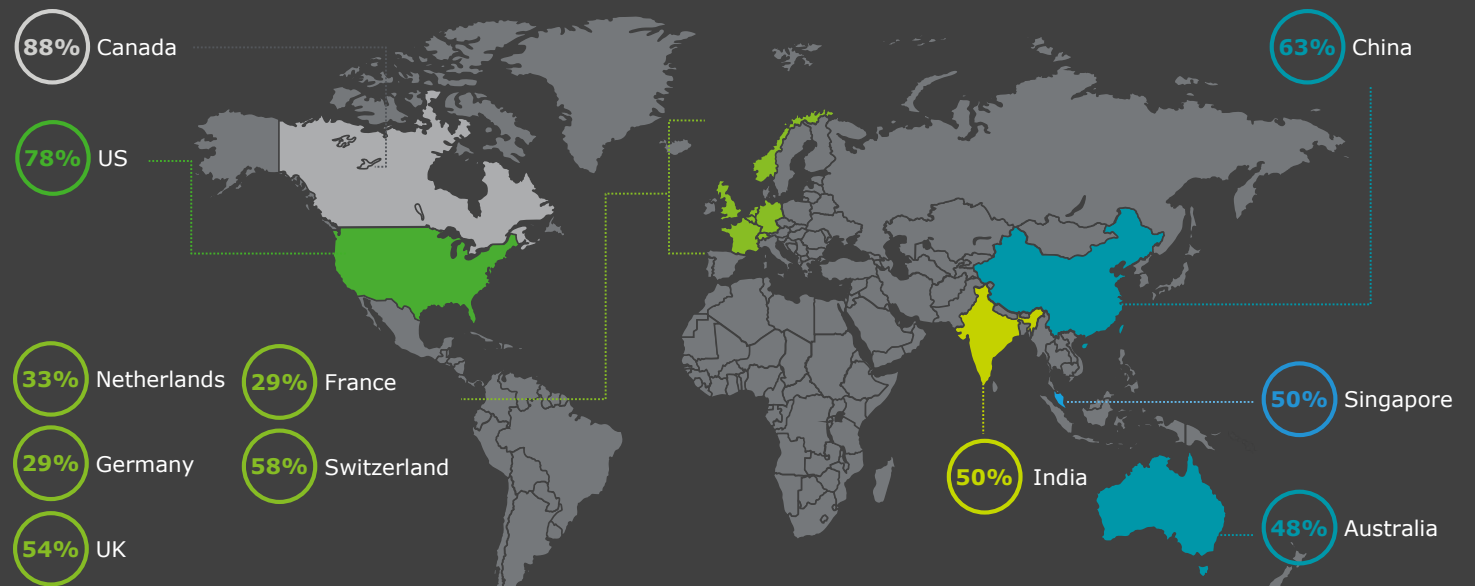 88% Canada
78% US
33% Netherlands
29% France
29% Germany
58% Switzerland
54% UK
63% China
50% Singapore
50% India
48% Australia